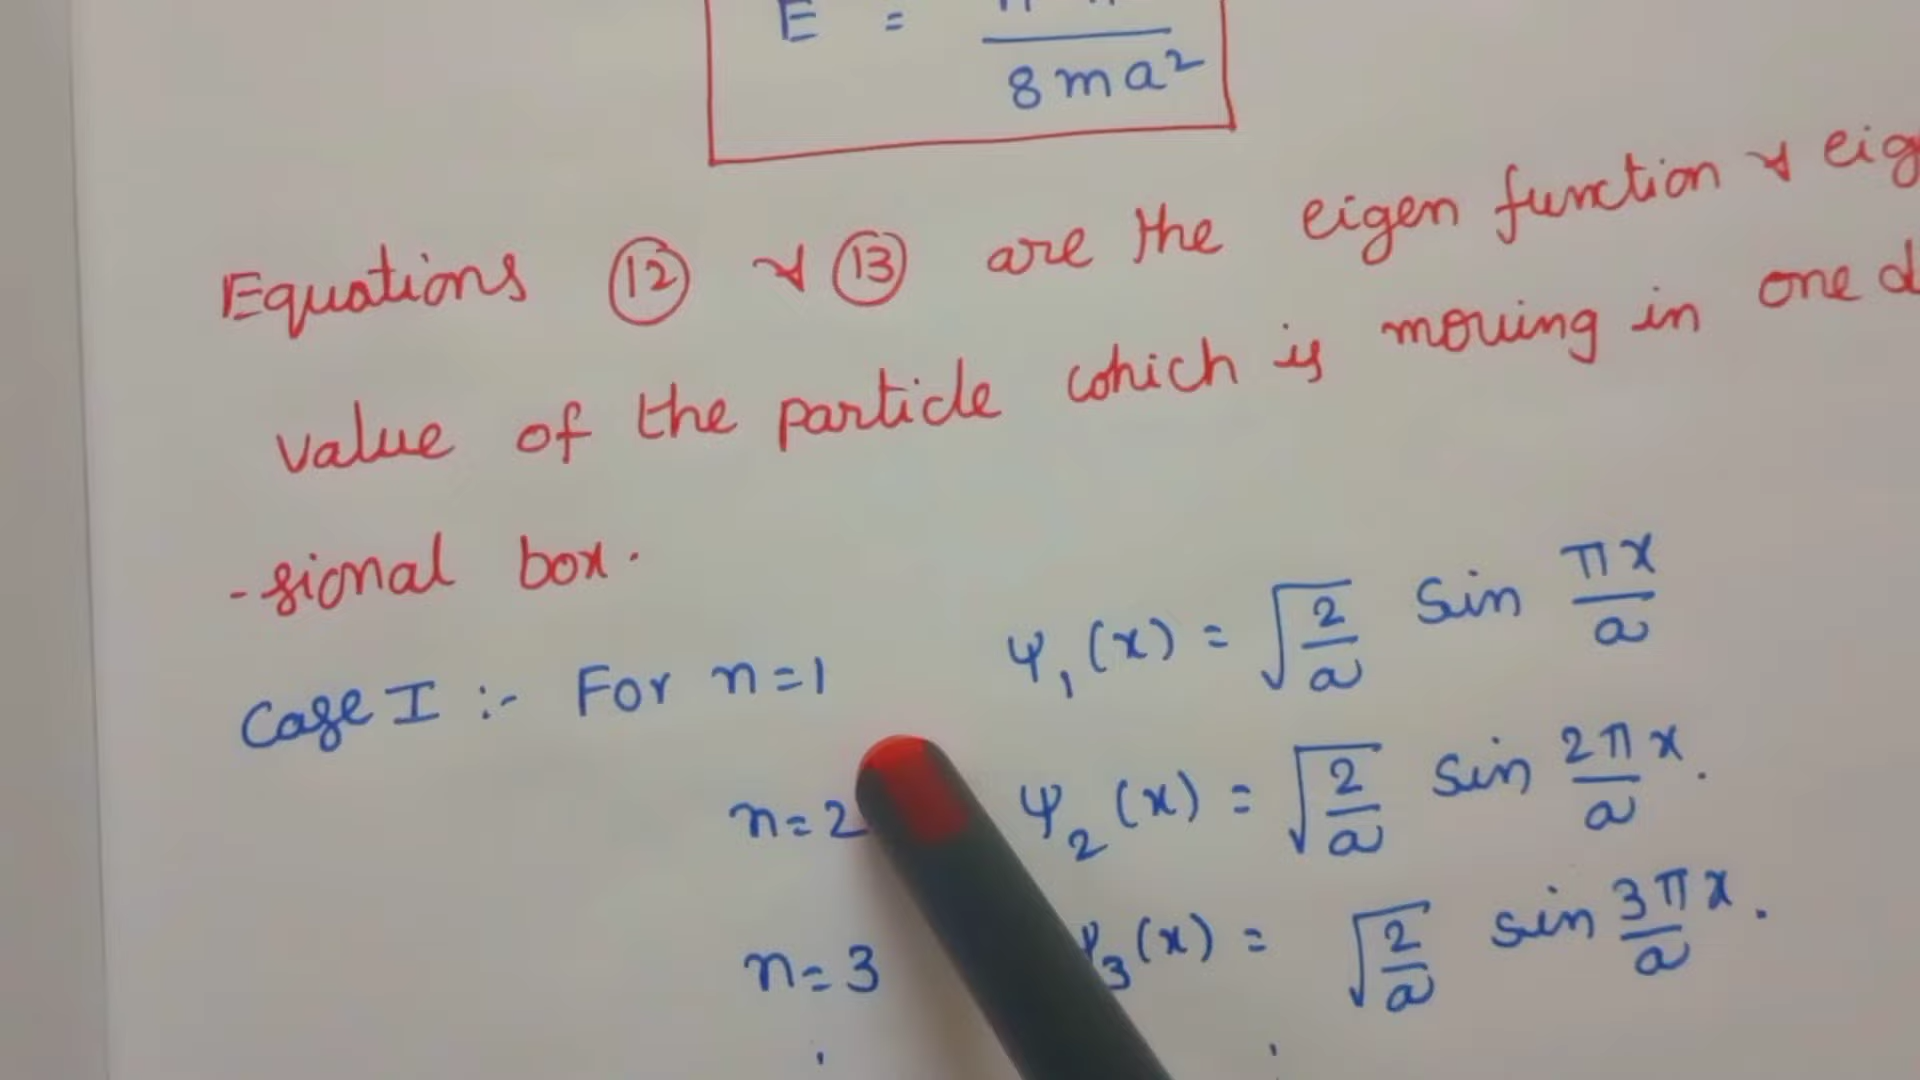 E =
8ma²
Equations ⑫ & ⑬ are the eigen function &
value of the particle which is moving in one
-sional box.
Case I :- For n=1 ψ₁(x) = √(2/a) Sin πx/a
n=2 ψ₂(x) = √(2/a) Sin 2πx/a.
n=3 ψ₃(x) = √(2/a) sin 3πx/a.